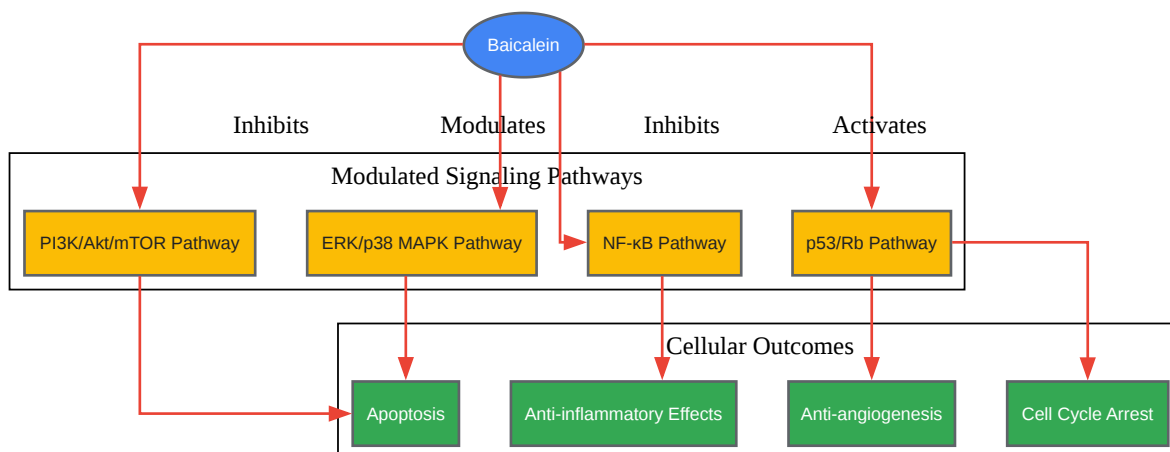 Baicalein
Inhibits
Modulates
Inhibits
Activates
Modulated Signaling Pathways
PI3K/Akt/mTOR Pathway
ERK/p38 MAPK Pathway
NF-κB Pathway
p53/Rb Pathway
Cellular Outcomes
Apoptosis
Anti-inflammatory Effects
Anti-angiogenesis
Cell Cycle Arrest